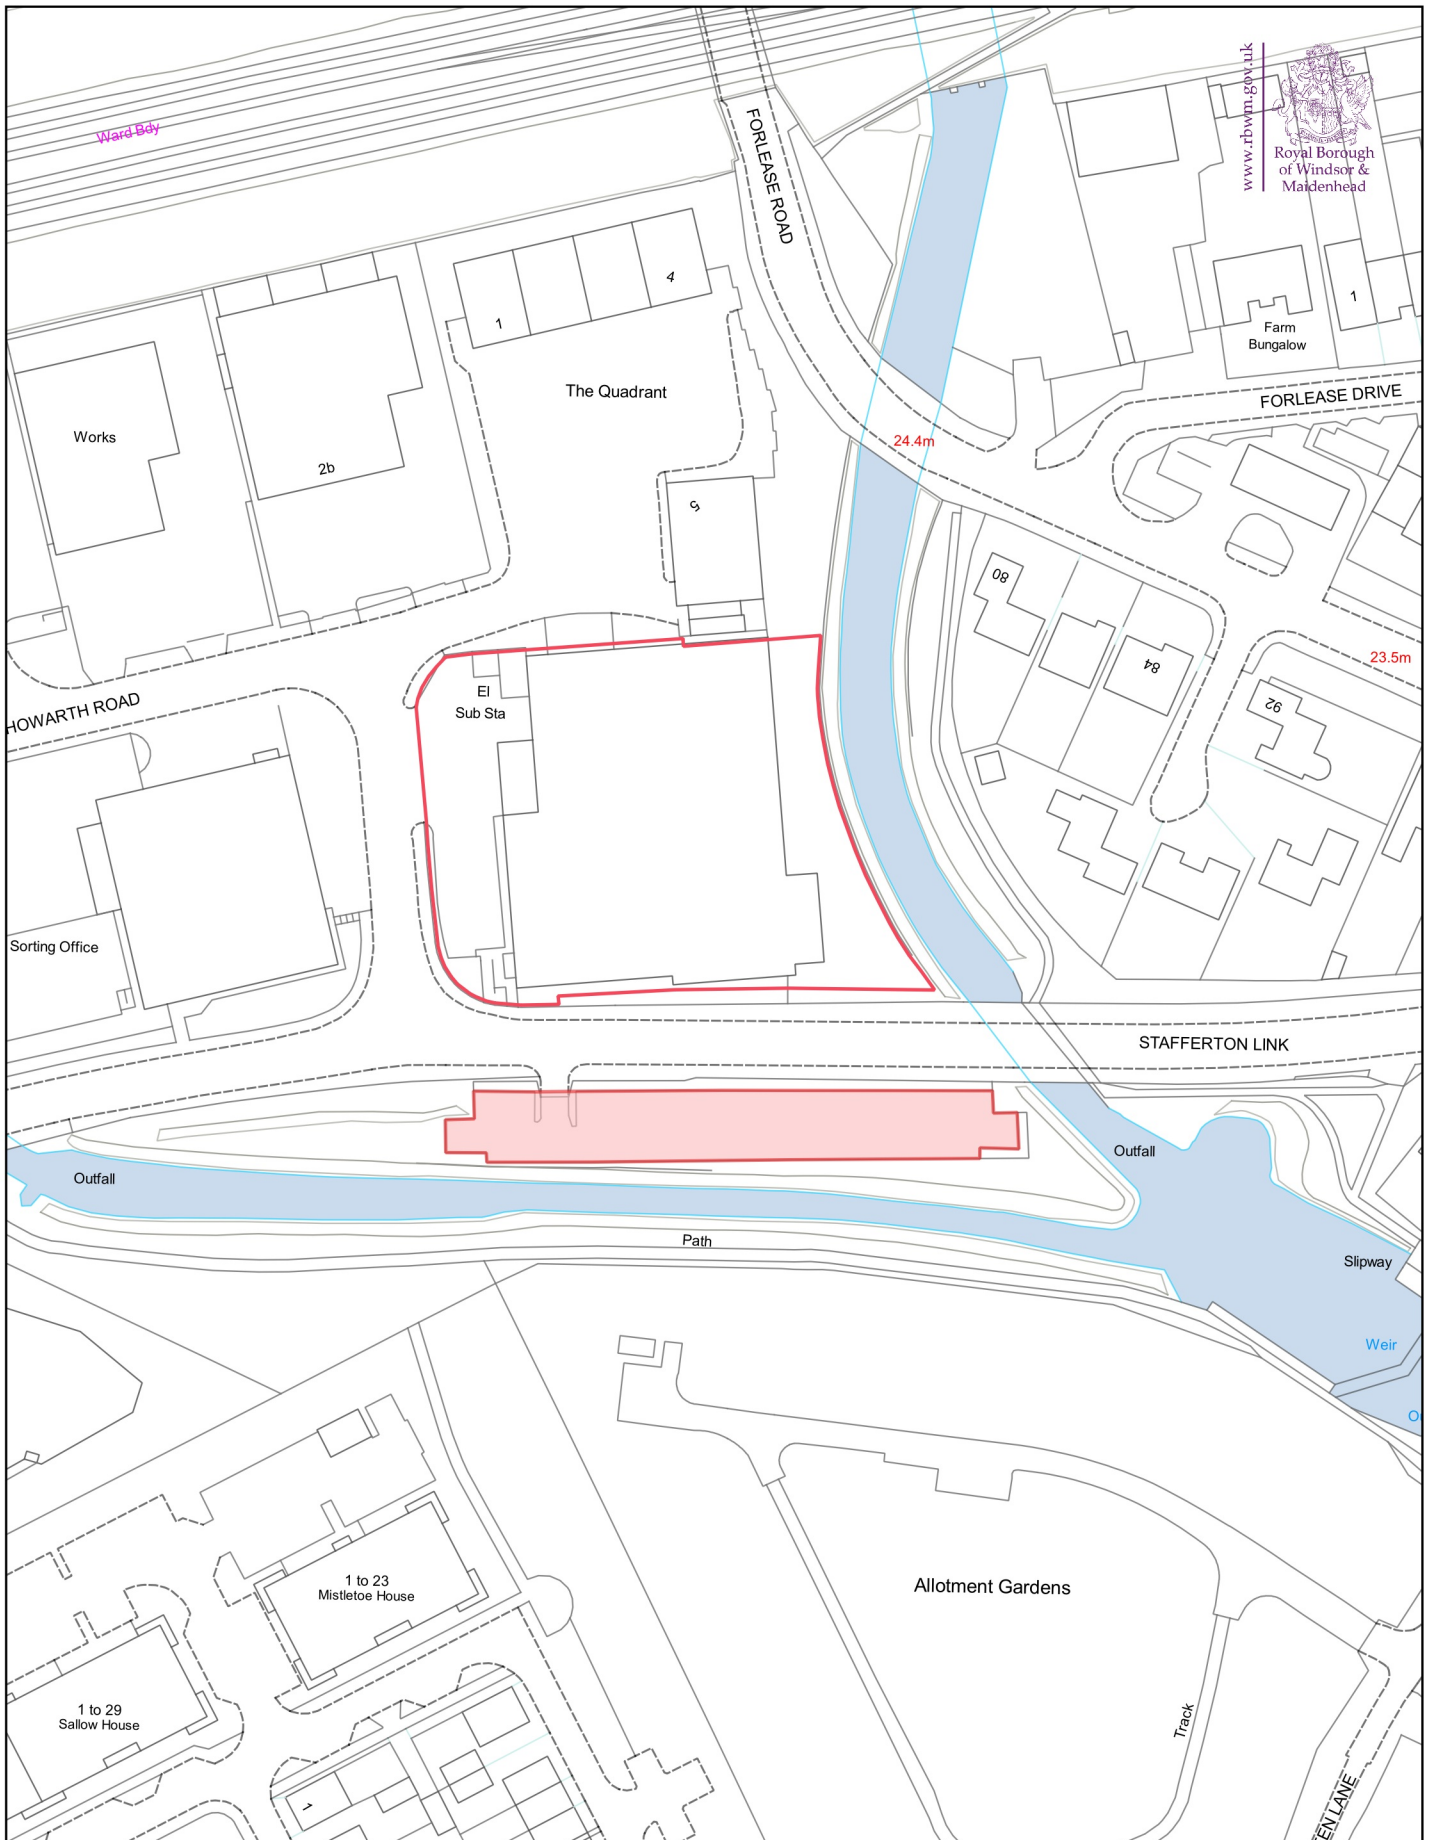 www.rbwm.gov.uk
Royal Borough
of Windsor &
Maidenhead
Ward Bdy
FORLEASE ROAD
4
1
1
Farm
Bungalow
The Quadrant
FORLEASE DRIVE
Works
24.4m
2b
5
80
84
23.5m
El
Sub Sta
92
HOWARTH ROAD
Sorting Office
STAFFERTON LINK
Outfall
Outfall
Path
Slipway
Weir
1 to 23
Mistletoe House
Allotment Gardens
1 to 29
Sallow House
Track
1